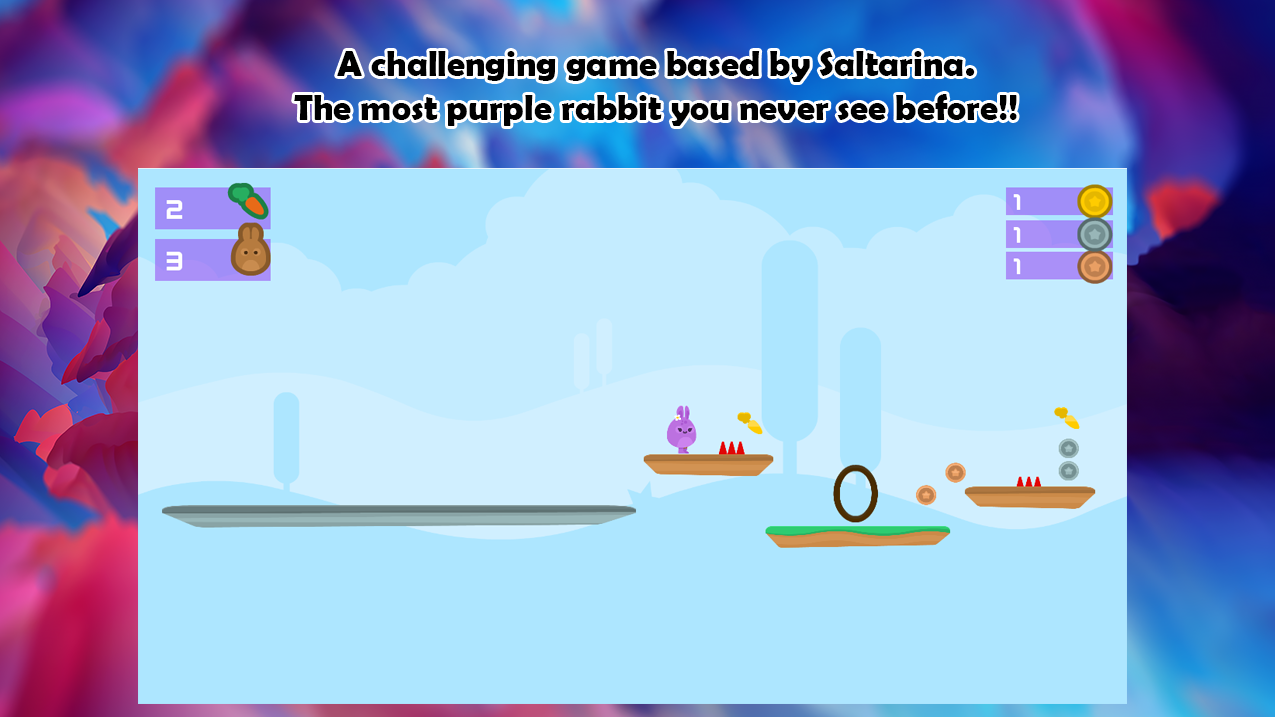 A challenging game based by Saltarina.
The most purple rabbit you never see before!!
2
1
1
3
1